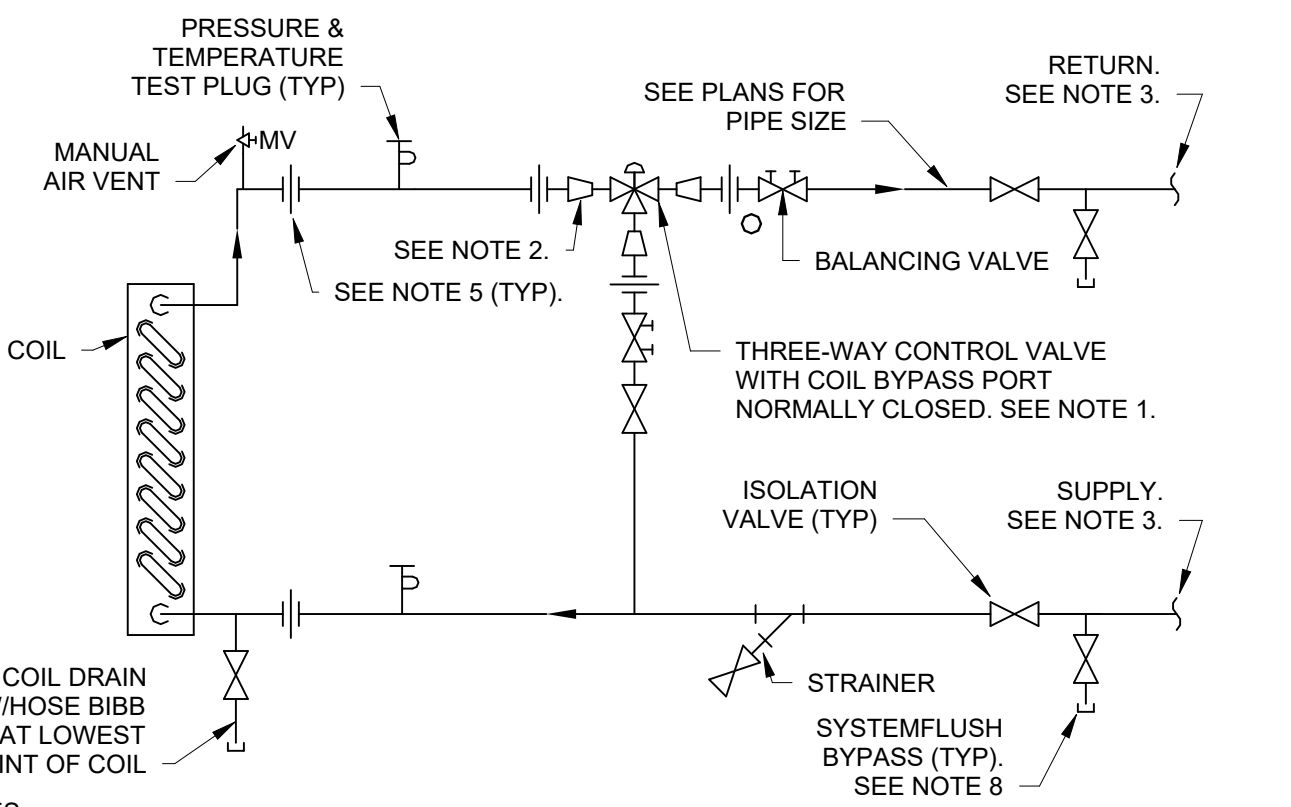 PRESSURE &
TEMPERATURE
TEST PLUG (TYP)
RETURN.
SEE NOTE 3.
SEE PLANS FOR
PIPE SIZE
MV
MANUAL
AIR VENT
SEE NOTE 2.
BALANCING VALVE
SEE NOTE 5 (TYP).
COIL
THREE-WAY CONTROL VALVE
WITH COIL BYPASS PORT
NORMALLY CLOSED. SEE NOTE 1.
ISOLATION
VALVE (TYP)
SUPPLY.
SEE NOTE 3.
COIL DRAIN
/HOSE BIBB
AT LOWEST
INT OF COIL
STRAINER
SYSTEMFLUSH
BYPASS (TYP).
SEE NOTE 8